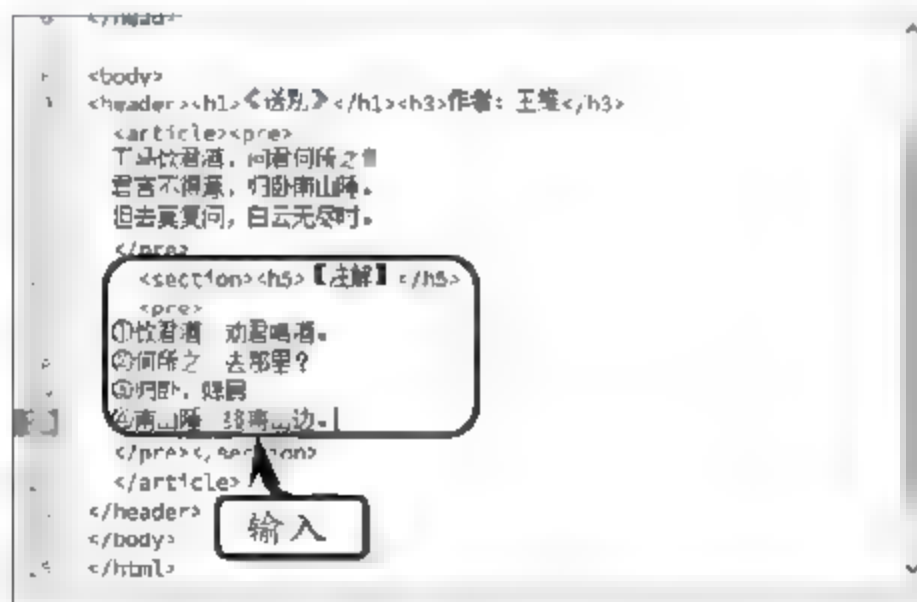 </head>
<body>
<header><h1>《送别》</h1><h3>作者：王维</h3>
<article><pre>
下马饮君酒，问君何所之
君言不得意，归卧南山陲。
但去莫复问，白云无尽时。
</pre>
<section><h5>【注解】</h5>
<pre>
①饮君酒 劝君喝酒。
②何所之 去那里？
③归卧，
④南山陲 终南山边。
</pre></section>
</article>
</header>
输入
</body>
</html>